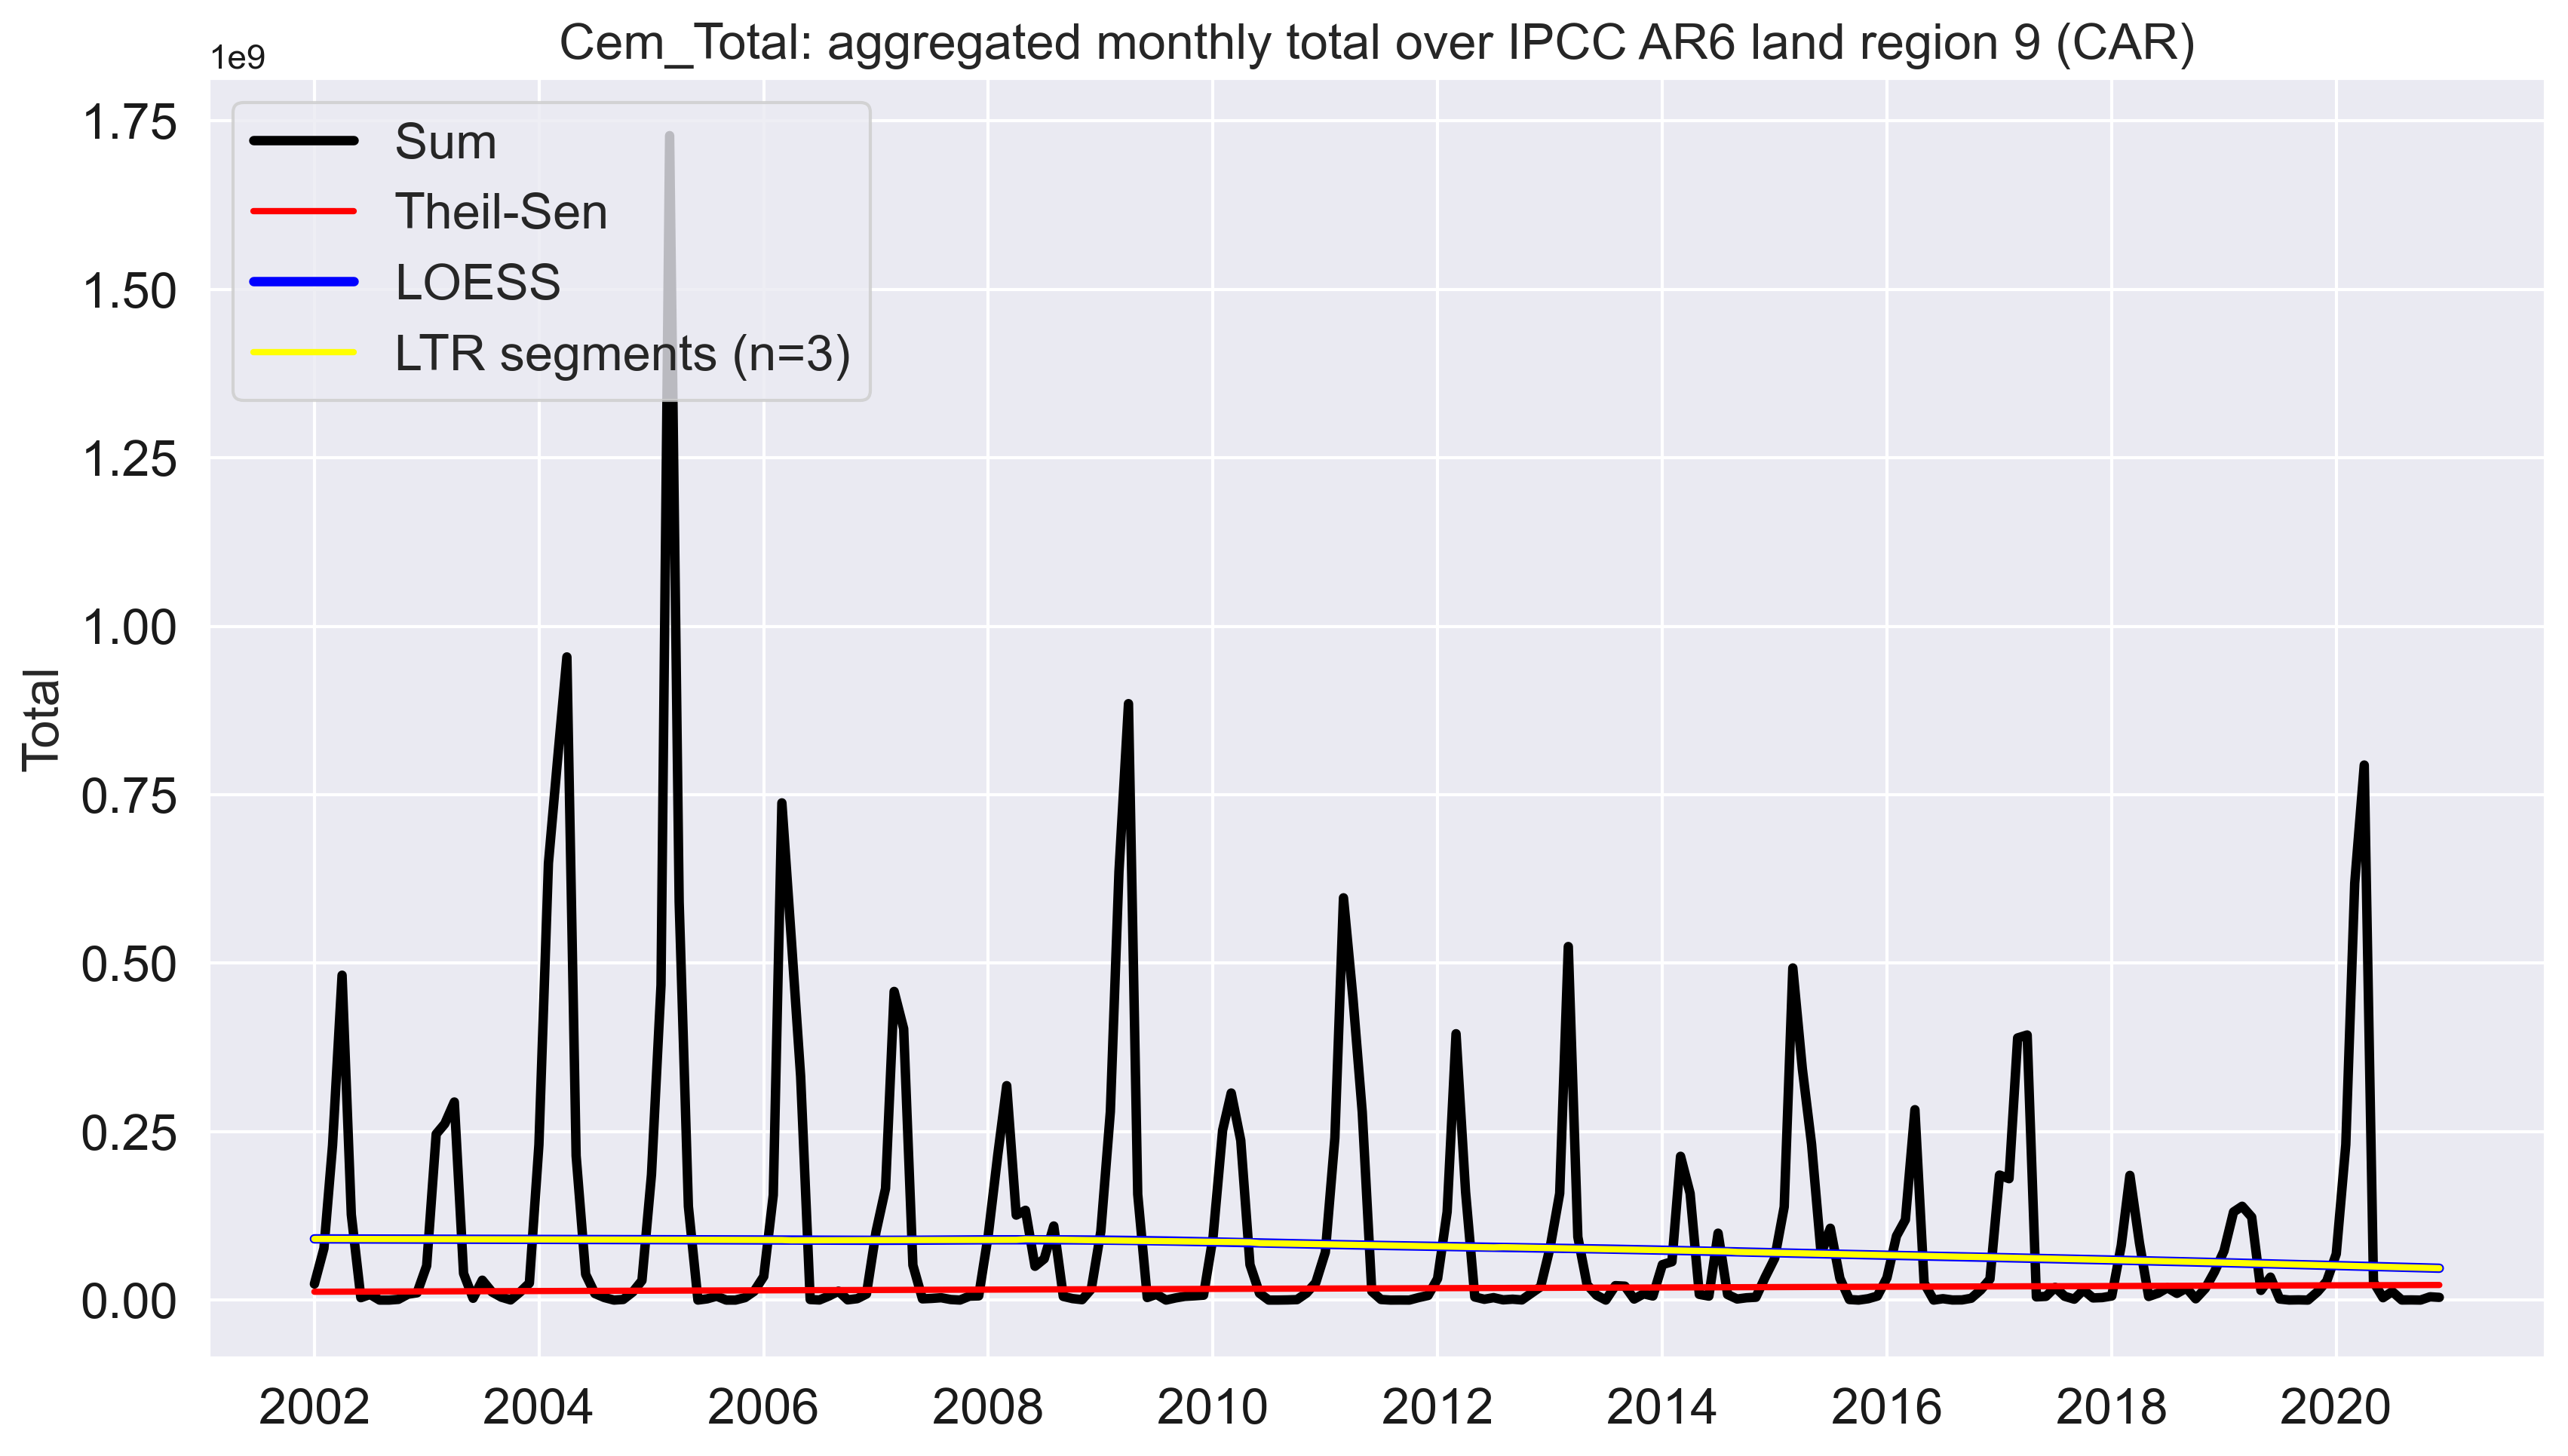 Cem_Total: aggregated monthly total over IPCC AR6 land region 9 (CAR)
1e9
1.75
1.50
1.25
1.00
0.75
0.50
0.25
0.00
Total
Sum
Theil-Sen
LOESS
LTR segments (n=3)
2002 2004 2006 2008 2010 2012 2014 2016 2018 2020